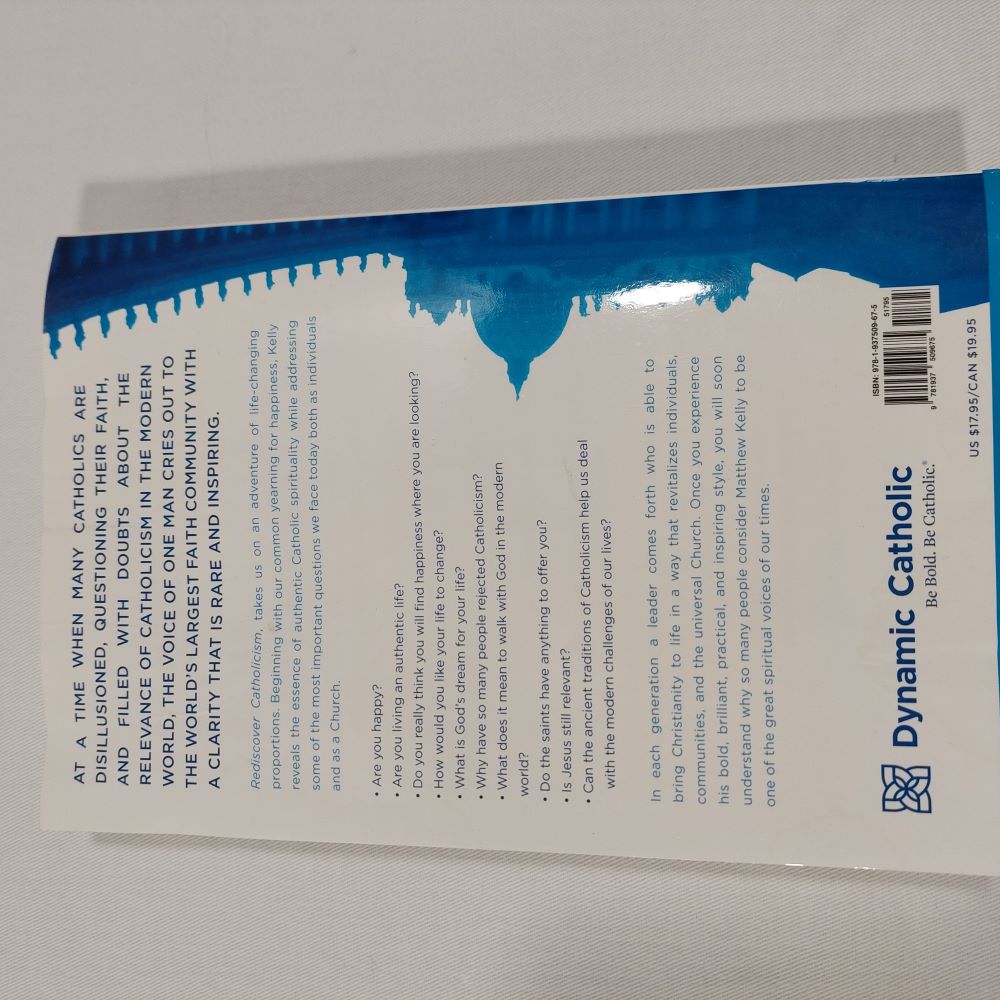 AT A TIME WHEN MANY CATHOLICS ARE
DISILLUSIONED, QUESTIONING THEIR FAITH,
AND FILLED WITH DOUBTS ABOUT THE
RELEVANCE OF CATHOLICISM IN THE MODERN
WORLD, THE VOICE OF ONE MAN CRIES OUT TO
THE WORLD'S LARGEST FAITH COMMUNITY WITH
A CLARITY THAT IS RARE AND INSPIRING.
Rediscover Catholicism, takes us on an adventure of life-changing
proportions. Beginning with our common yearning for happiness, Kelly
reveals the essence of authentic Catholic spirituality while addressing
some of the most important questions we face today both as individuals
and as a Church.
• Are you happy?
• Are you living an authentic life?
• Do you really think you will find happiness where you are looking?
• How would you like your life to change?
• What is God's dream for your life?
• Why have so many people rejected Catholicism?
• What does it mean to walk with God in the modern
world?
• Do the saints have anything to offer you?
• Is Jesus still relevant?
• Can the ancient traditions of Catholicism help us deal
with the modern challenges of our lives?
In each generation a leader comes forth who is able to
bring Christianity to life in a way that revitalizes individuals,
communities, and the universal Church. Once you experience
his bold, brilliant, practical, and inspiring style, you will soon
understand why so many people consider Matthew Kelly to be
one of the great spiritual voices of our times.
Dynamic Catholic
Be Bold. Be Catholic.®
ISBN: 978-1-937509-67-5
51795
9 781937 509675
US $17.95/CAN $19.95